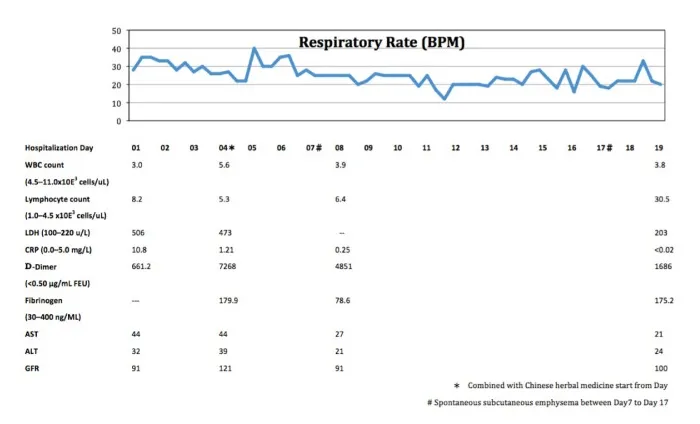 Respiratory Rate (BPM)
50
40
30
20
10
0
Hospitalization Day 01 02 03 04* 05 06 07# 08 09 10 11 12 13 14 15 16 17# 18 19
WBC count 3.0 5.6 3.9 3.8
(4.5–11.0x10E³ cells/uL)
Lymphocyte count 8.2 5.3 6.4 30.5
(1.0–4.5 x10E³ cells/uL)
LDH (100–220 u/L) 506 473 -- 203
CRP (0.0–5.0 mg/L) 10.8 1.21 0.25 <0.02
D-Dimer 661.2 7268 4851 1686
(<0.50 µg/mL FEU)
Fibrinogen --- 179.9 78.6 175.2
(30–400 ng/ML)
AST 44 44 27 21
ALT 32 39 21 24
GFR 91 121 91 100
* Combined with Chinese herbal medicine start from Day
# Spontaneous subcutaneous emphysema between Day7 to Day 17